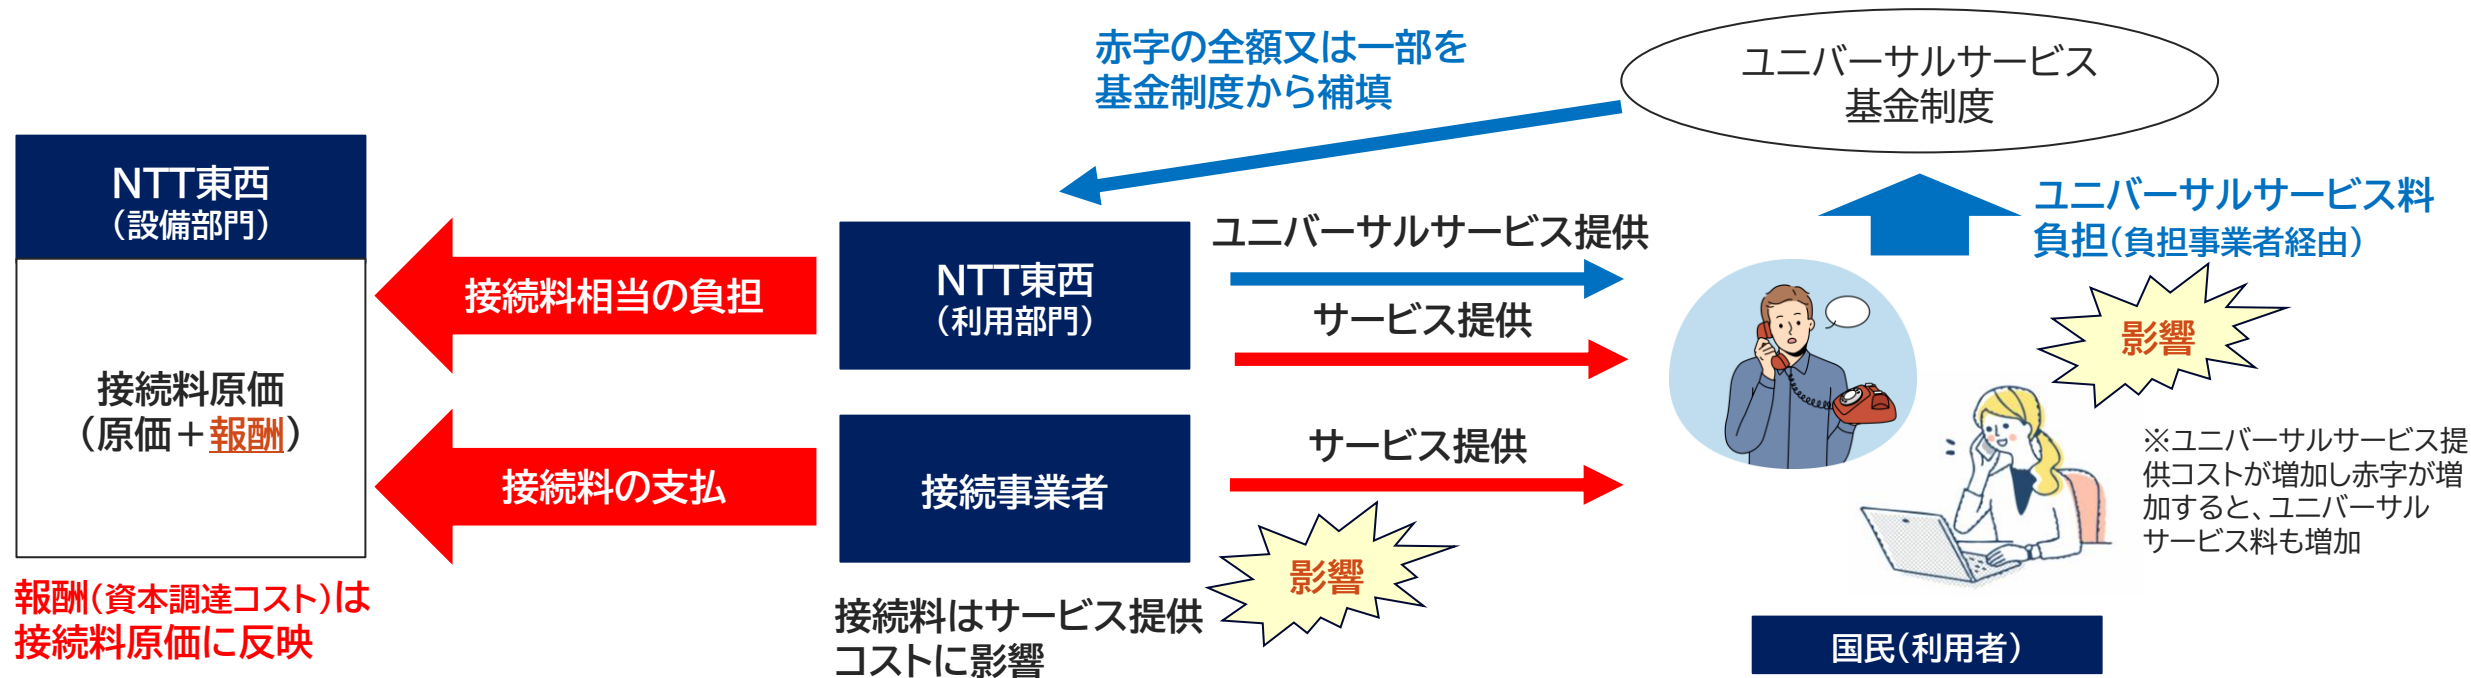 赤字の全額又は一部を
基金制度から補填
ユニバーサルサービス
基金制度
NTT東西
（設備部門）
接続料原価
（原価＋報酬）
報酬（資本調達コスト）は
接続料原価に反映
接続料相当の負担
接続料の支払
NTT東西
（利用部門）
接続事業者
接続料はサービス提供
コストに影響
ユニバーサルサービス提供
サービス提供
サービス提供
影響
ユニバーサルサービス料
負担（負担事業者経由）
影響
※ユニバーサルサービス提
供コストが増加し赤字が増
加すると、ユニバーサル
サービス料も増加
国民（利用者）